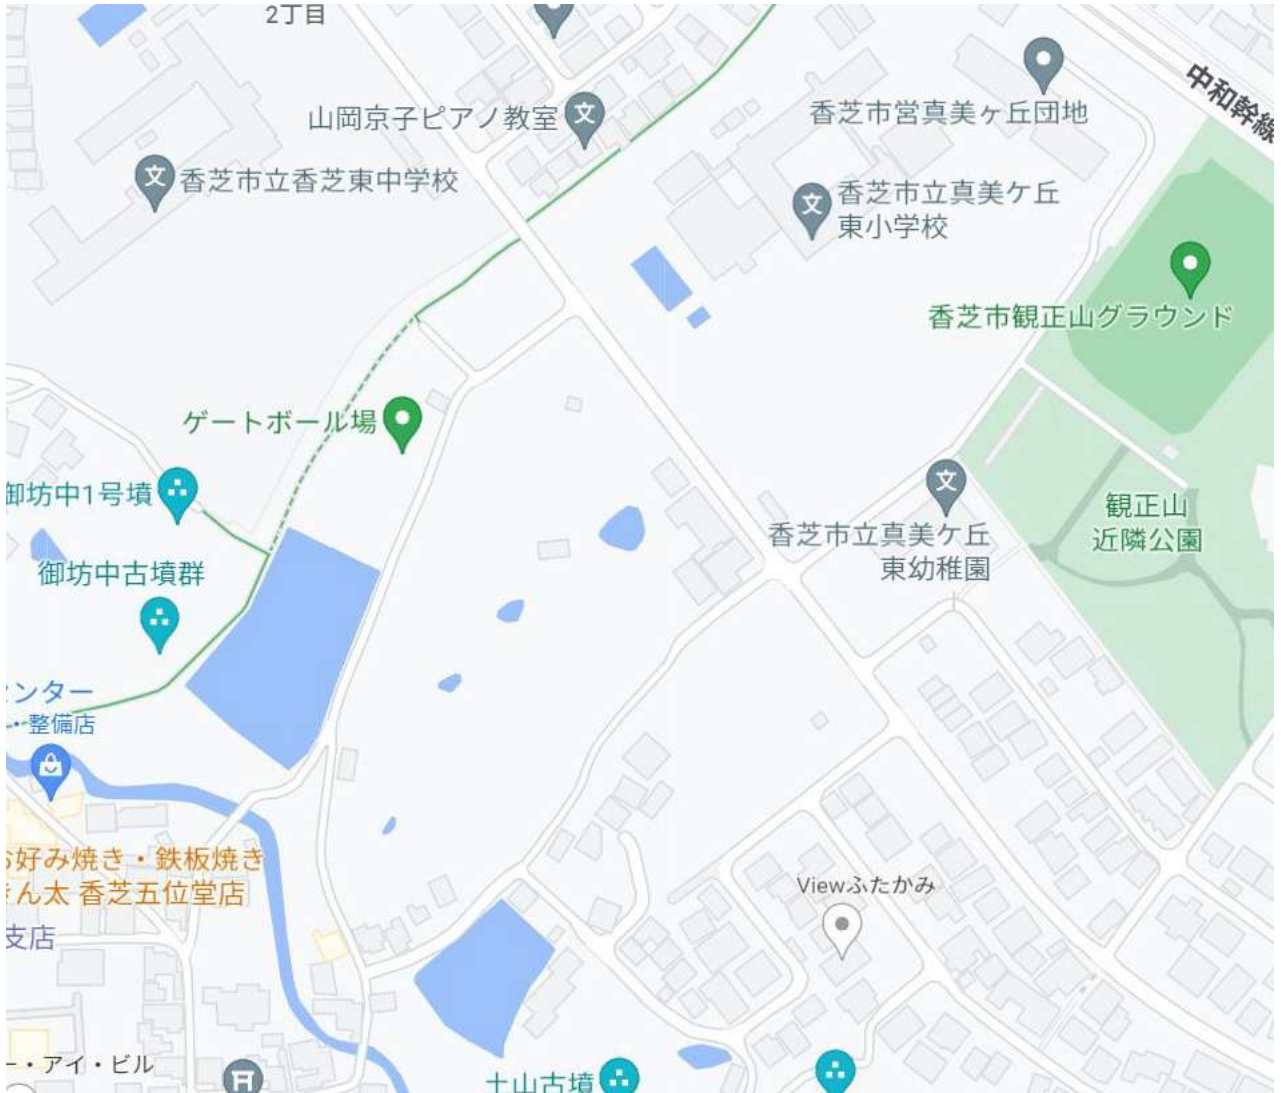 2丁目
中和幹線
山岡京子ピアノ教室
文
香芝市営真美ヶ丘団地
文
香芝市立香芝東中学校
文
香芝市立真美ケ丘
東小学校
香芝市観正山グラウンド
ゲートボール場
御坊中1号墳
文
香芝市立真美ケ丘
東幼稚園
観正山
近隣公園
御坊中古墳群
ンター
・整備店
お好み焼き・鉄板焼き
きん太 香芝五位堂店
支店
Viewふたかみ
ー・アイ・ビル
土山古墳